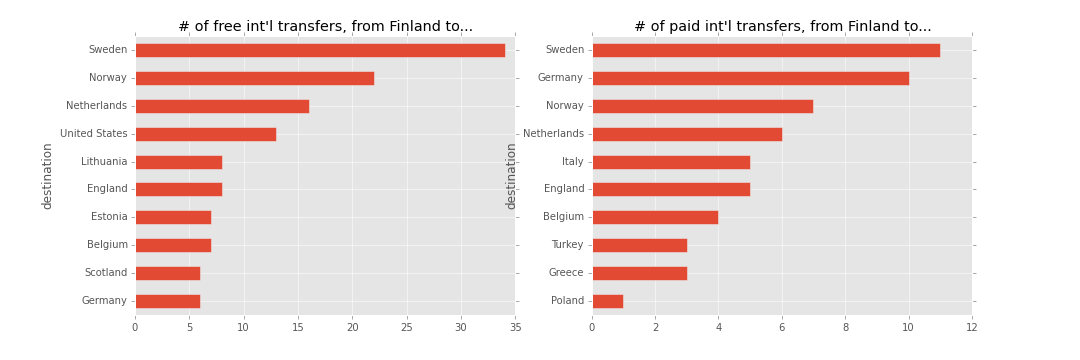 # of free int'l transfers, from Finland to...
destination
Sweden
Norway
Netherlands
United States
Lithuania
England
Estonia
Belgium
Scotland
Germany
0 5 10 15 20 25 30 35
# of paid int'l transfers, from Finland to...
destination
Sweden
Germany
Norway
Netherlands
Italy
England
Belgium
Turkey
Greece
Poland
0 2 4 6 8 10 12